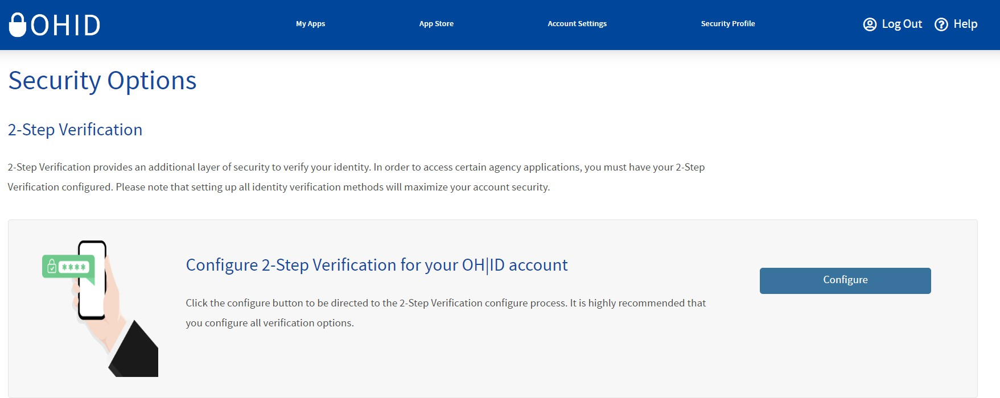 OHID
My Apps
App Store
Account Settings
Security Profile
Log Out
Help
Security Options
2-Step Verification
2-Step Verification provides an additional layer of security to verify your identity. In order to access certain agency applications, you must have your 2-Step
Verification configured. Please note that setting up all identity verification methods will maximize your account security.
****
Configure 2-Step Verification for your OH|ID account
Configure
Click the configure button to be directed to the 2-Step Verification configure process. It is highly recommended that
you configure all verification options.